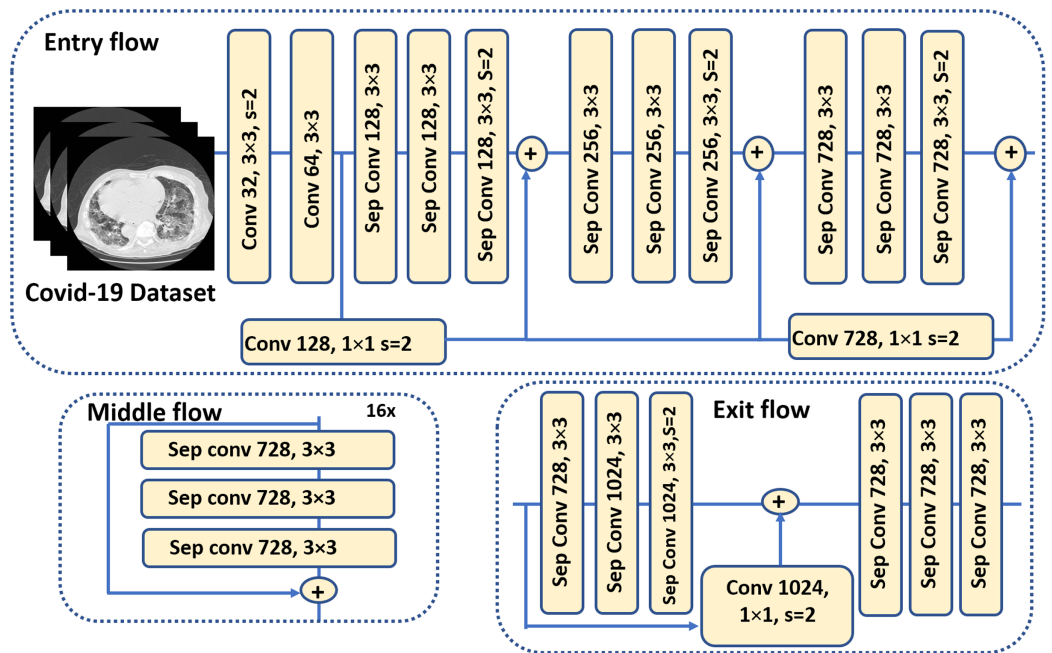 Entry flow
Conv 32, 3×3, s=2
Conv 64, 3×3
Sep Conv 128, 3×3
Sep Conv 128, 3×3
Sep Conv 128, 3×3, S=2
+
Sep Conv 256, 3×3
Sep Conv 256, 3×3
Sep Conv 256, 3×3, S=2
+
Sep Conv 728, 3×3
Sep Conv 728, 3×3
Sep Conv 728, 3×3, S=2
+
Covid-19 Dataset
Conv 128, 1×1 s=2
Conv 728, 1×1 s=2
Middle flow
16x
Sep conv 728, 3×3
Sep conv 728, 3×3
Sep conv 728, 3×3
+
Exit flow
Sep Conv 728, 3×3
Sep Conv 1024, 3×3
Sep Conv 1024, 3×3,S=2
+
Conv 1024,
1×1, s=2
Sep Conv 728, 3×3
Sep Conv 728, 3×3
Sep Conv 728, 3×3